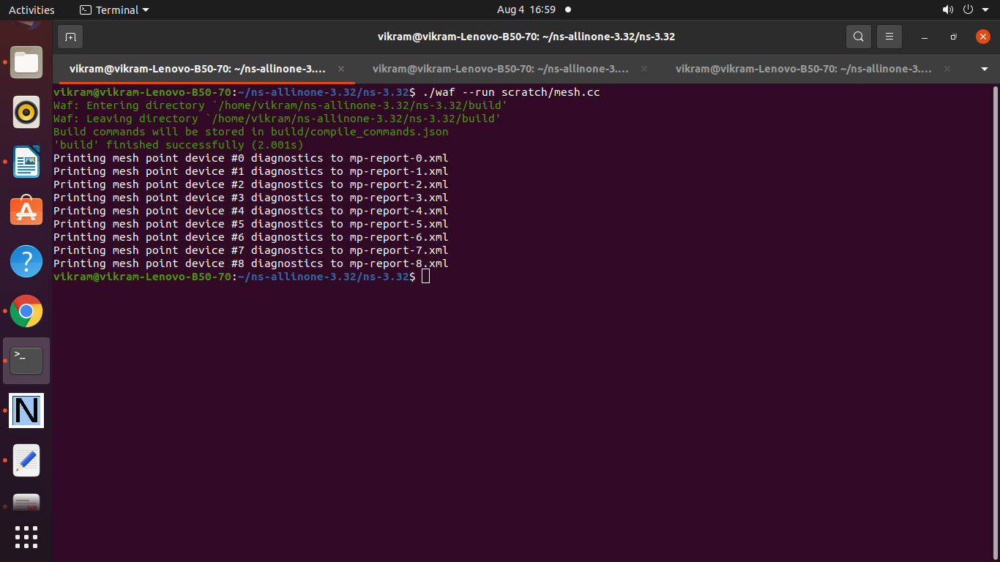 Activities Terminal Aug 4 16:59
vikram@vikram-Lenovo-B50-70: ~/ns-allinone-3.32/ns-3.32
vikram@vikram-Lenovo-B50-70: ~/ns-allinone-3.... vikram@vikram-Lenovo-B50-70: ~/ns-allinone-3.... vikram@vikram-Lenovo-B50-70: ~/ns-allinone-3....
vikram@vikram-Lenovo-B50-70:~/ns-allinone-3.32/ns-3.32$ ./waf --run scratch/mesh.cc
Waf: Entering directory `/home/vikram/ns-allinone-3.32/ns-3.32/build'
Waf: Leaving directory `/home/vikram/ns-allinone-3.32/ns-3.32/build'
Build commands will be stored in build/compile_commands.json
'build' finished successfully (2.001s)
Printing mesh point device #0 diagnostics to mp-report-0.xml
Printing mesh point device #1 diagnostics to mp-report-1.xml
Printing mesh point device #2 diagnostics to mp-report-2.xml
Printing mesh point device #3 diagnostics to mp-report-3.xml
Printing mesh point device #4 diagnostics to mp-report-4.xml
Printing mesh point device #5 diagnostics to mp-report-5.xml
Printing mesh point device #6 diagnostics to mp-report-6.xml
Printing mesh point device #7 diagnostics to mp-report-7.xml
Printing mesh point device #8 diagnostics to mp-report-8.xml
vikram@vikram-Lenovo-B50-70:~/ns-allinone-3.32/ns-3.32$